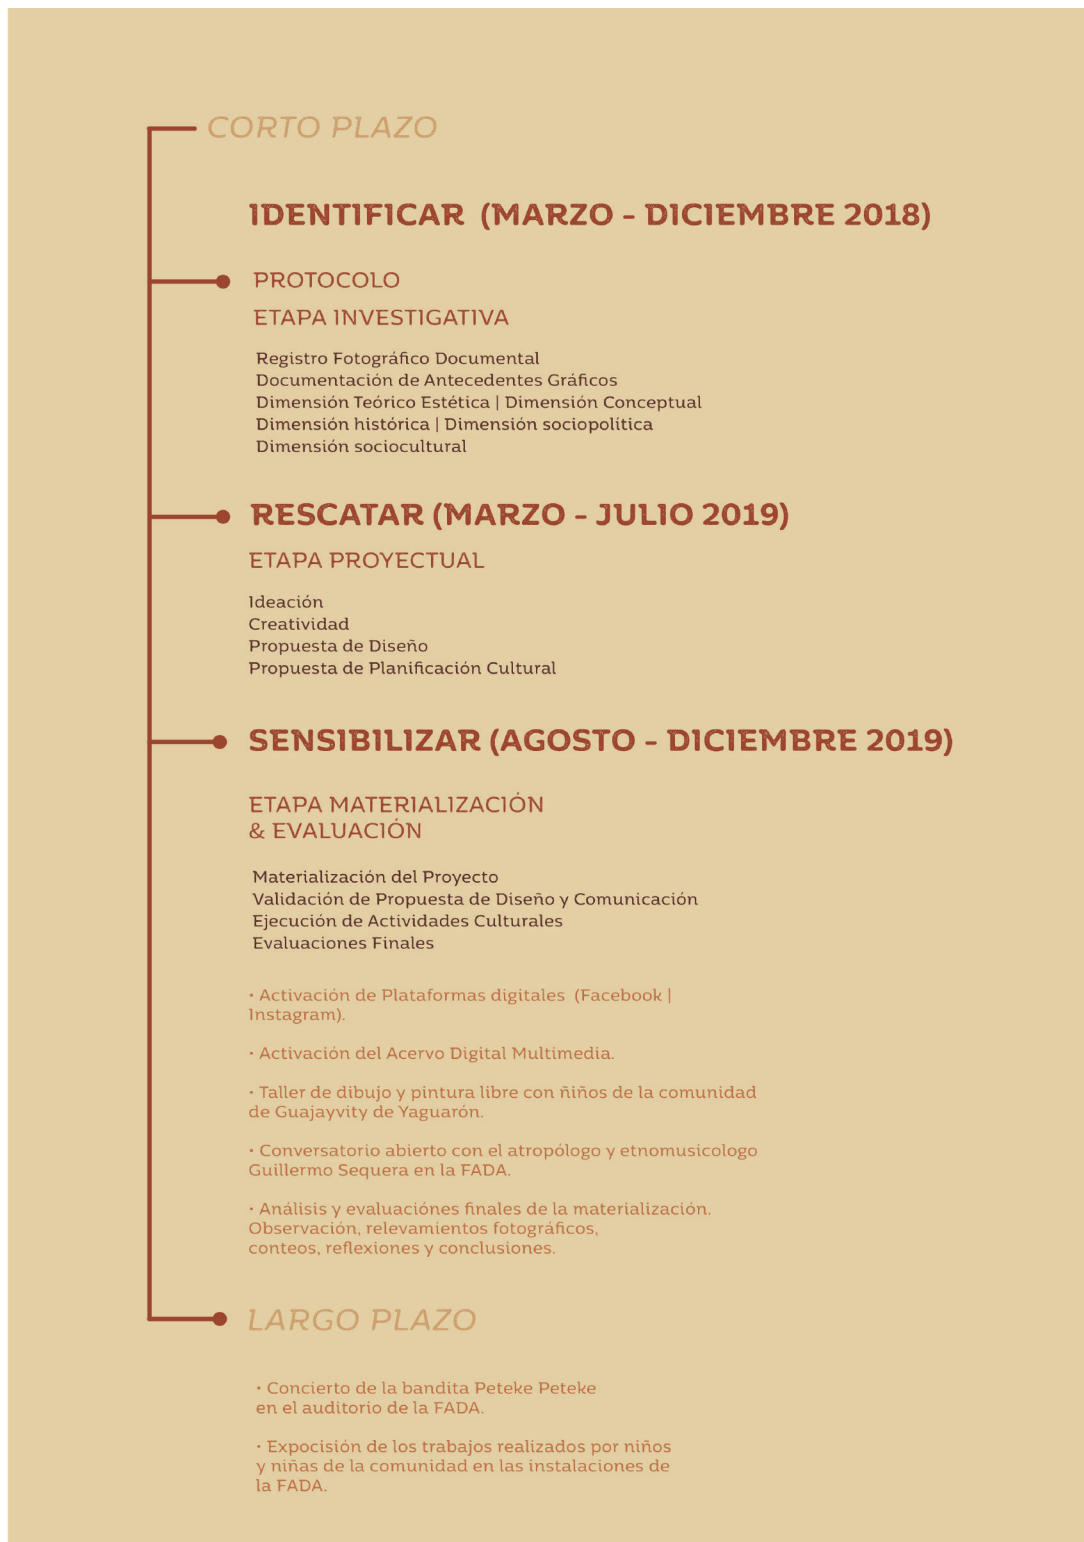 CORTO PLAZO
IDENTIFICAR (MARZO - DICIEMBRE 2018)
PROTOCOLO
ETAPA INVESTIGATIVA
Registro Fotográfico Documental
Documentación de Antecedentes Gráficos
Dimensión Teórico Estética | Dimensión Conceptual
Dimensión histórica | Dimensión sociopolítica
Dimensión sociocultural
RESCATAR (MARZO - JULIO 2019)
ETAPA PROYECTUAL
Ideación
Creatividad
Propuesta de Diseño
Propuesta de Planificación Cultural
SENSIBILIZAR (AGOSTO - DICIEMBRE 2019)
ETAPA MATERIALIZACIÓN
& EVALUACIÓN
Materialización del Proyecto
Validación de Propuesta de Diseño y Comunicación
Ejecución de Actividades Culturales
Evaluaciones Finales
• Activación de Plataformas digitales (Facebook |
Instagram).
• Activación del Acervo Digital Multimedia.
• Taller de dibujo y pintura libre con ñiños de la comunidad
de Guajayvity de Yaguarón.
• Conversatorio abierto con el atropólogo y etnomusicologo
Guillermo Sequera en la FADA.
• Análisis y evaluaciónes finales de la materialización.
Observación, relevamientos fotográficos,
conteos, reflexiones y conclusiones.
LARGO PLAZO
• Concierto de la bandita Peteke Peteke
en el auditorio de la FADA.
• Expocisión de los trabajos realizados por niños
y niñas de la comunidad en las instalaciones de
la FADA.